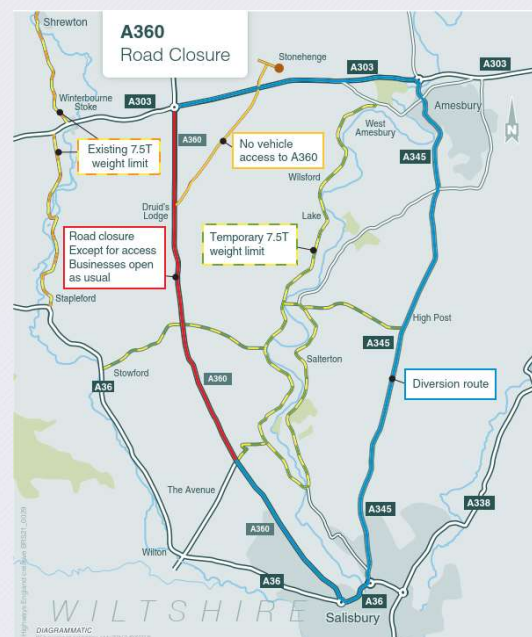 A360
Road Closure
Shrewton
Stonehenge
A303
A303
A303
Winterbourne
Stoke
Amesbury
West
Amesbury
Existing 7.5T
weight limit
A360
No vehicle
access to A360
A345
N
Wilsford
Druid's
Lodge
Lake
Road closure
Except for access
Businesses open
as usual
Temporary 7.5T
weight limit
Stapleford
High Post
A345
Salterton
Stowford
A36
A360
Diversion route
The Avenue
A345
A338
A360
Wilton
A36
A36
WILTSHIRE
Salisbury
DIAGRAMMATIC